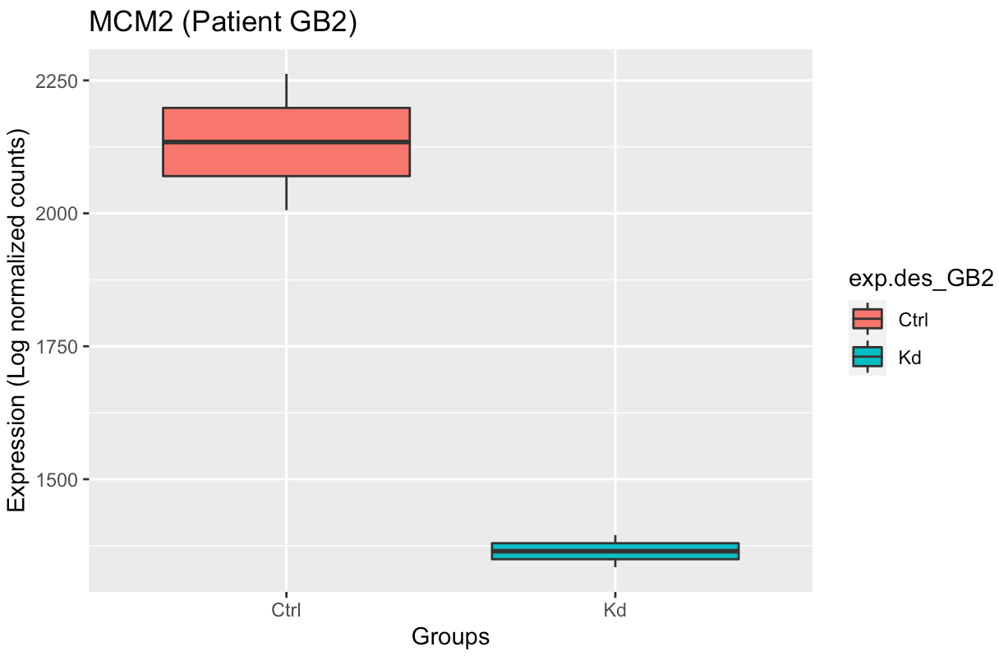 MCM2 (Patient GB2)
Expression (Log normalized counts)
2250
2000
1750
1500
Ctrl
Kd
Groups
exp.des_GB2
Ctrl
Kd